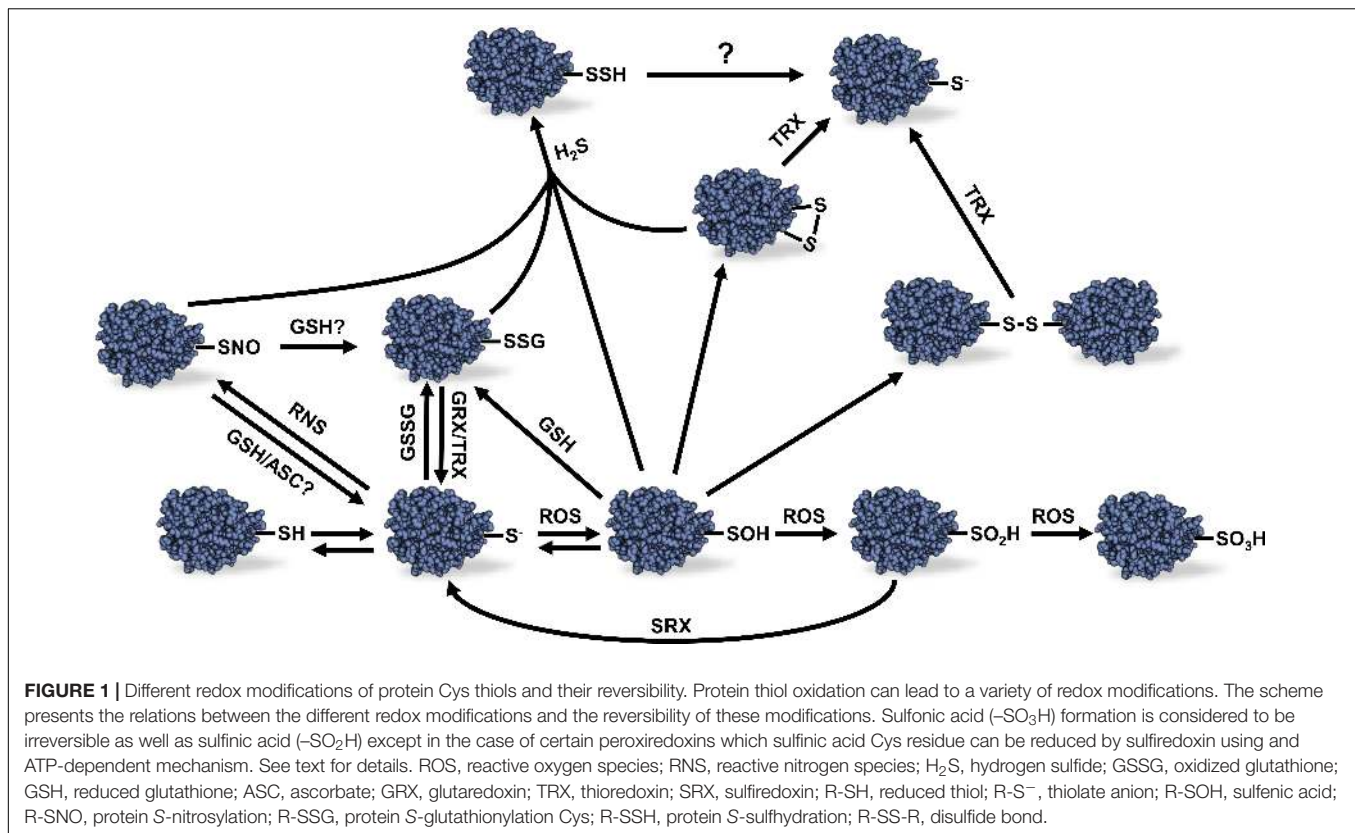 ?
SSH
S-
TRX
H2S
S
S
TRX
SNO
GSH?
SSG
S-S
RNS
GSH/ASC?
GSSG
GRX/TRX
GSH
SH
S-
ROS
SOH
ROS
SO2H
ROS
SO3H
SRX
FIGURE 1 | Different redox modifications of protein Cys thiols and their reversibility. Protein thiol oxidation can lead to a variety of redox modifications. The scheme
presents the relations between the different redox modifications and the reversibility of these modifications. Sulfonic acid (–SO3H) formation is considered to be
irreversible as well as sulfinic acid (–SO2H) except in the case of certain peroxiredoxins which sulfinic acid Cys residue can be reduced by sulfiredoxin using and
ATP-dependent mechanism. See text for details. ROS, reactive oxygen species; RNS, reactive nitrogen species; H2S, hydrogen sulfide; GSSG, oxidized glutathione;
GSH, reduced glutathione; ASC, ascorbate; GRX, glutaredoxin; TRX, thioredoxin; SRX, sulfiredoxin; R-SH, reduced thiol; R-S−, thiolate anion; R-SOH, sulfenic acid;
R-SNO, protein S-nitrosylation; R-SSG, protein S-glutathionylation Cys; R-SSH, protein S-sulfhydration; R-SS-R, disulfide bond.